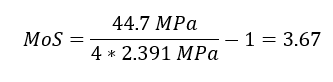 MoS = 44.7 MPa / 4 * 2.391 MPa − 1 = 3.67